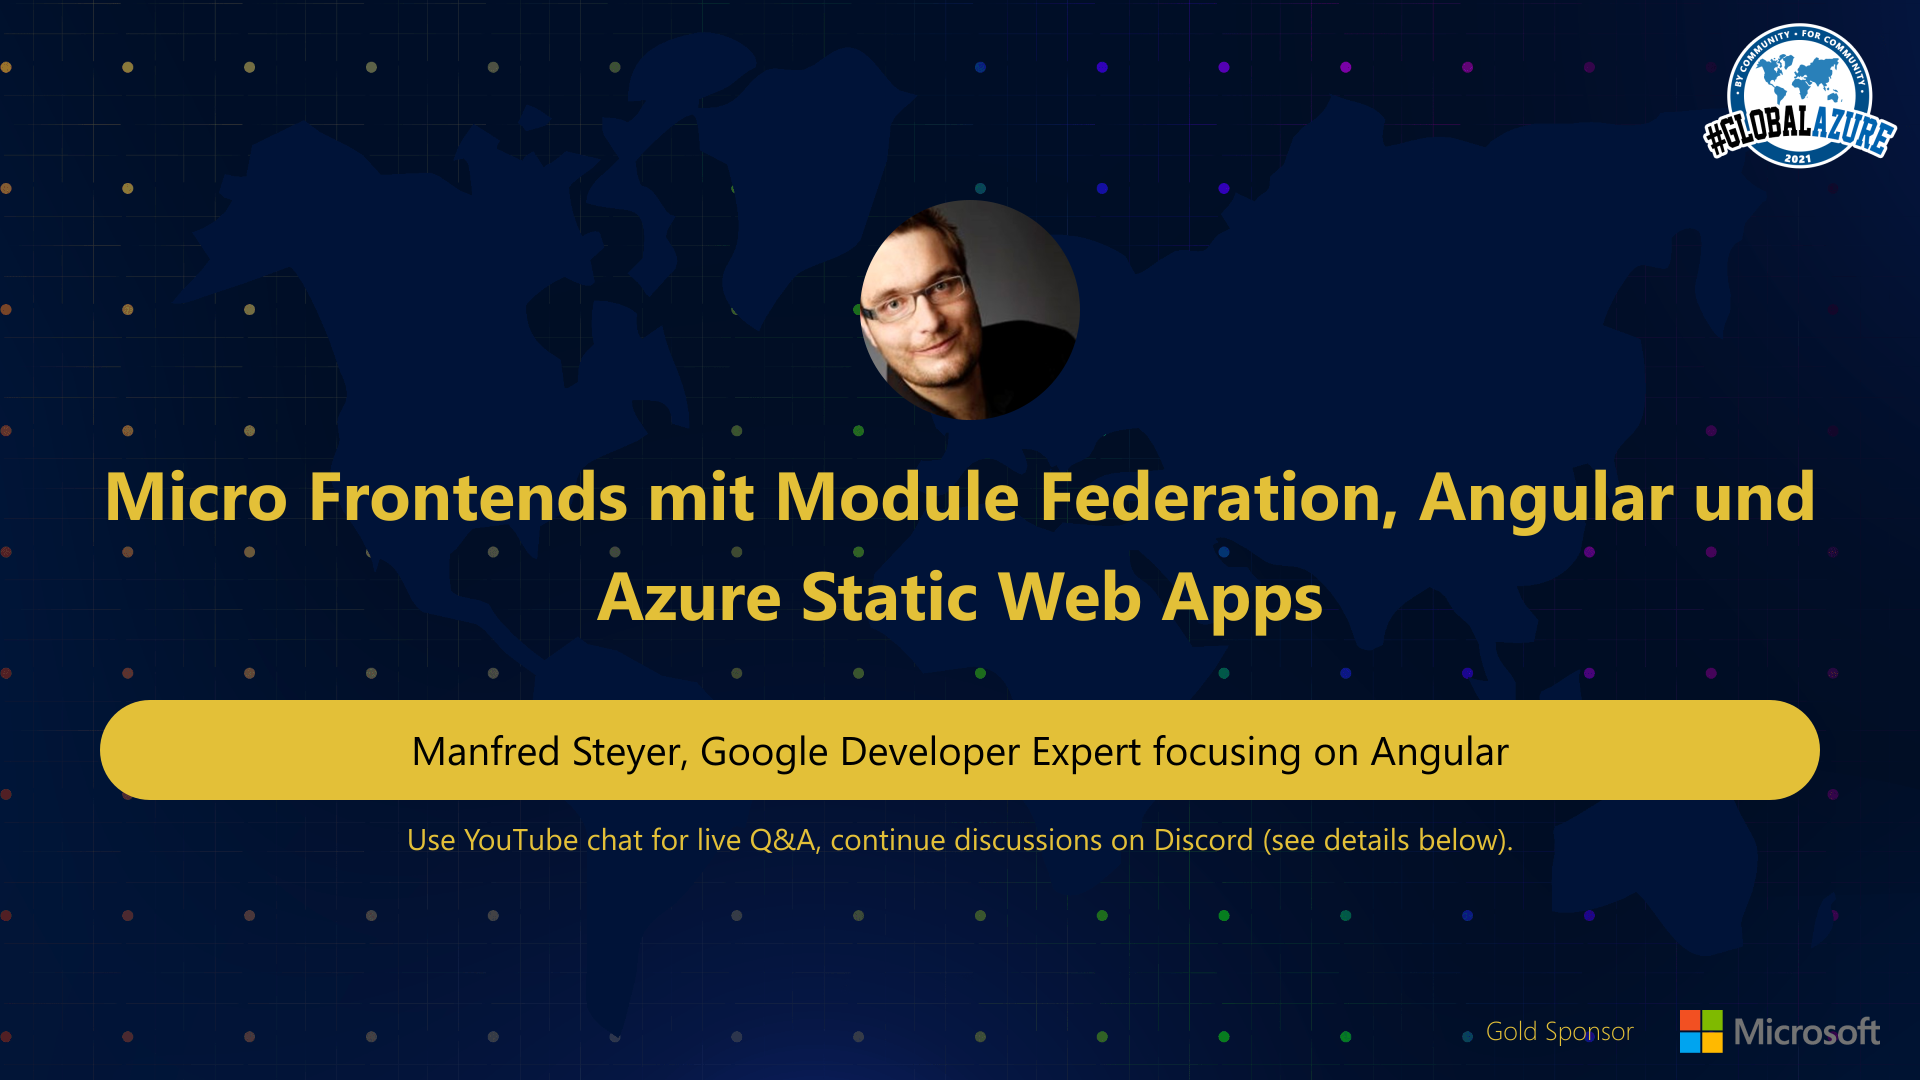 • BY COMMUNITY • FOR COMMUNITY •
#GLOBALAZURE
2021
Micro Frontends mit Module Federation, Angular und
Azure Static Web Apps
Manfred Steyer, Google Developer Expert focusing on Angular
Use YouTube chat for live Q&A, continue discussions on Discord (see details below).
Gold Sponsor
Microsoft